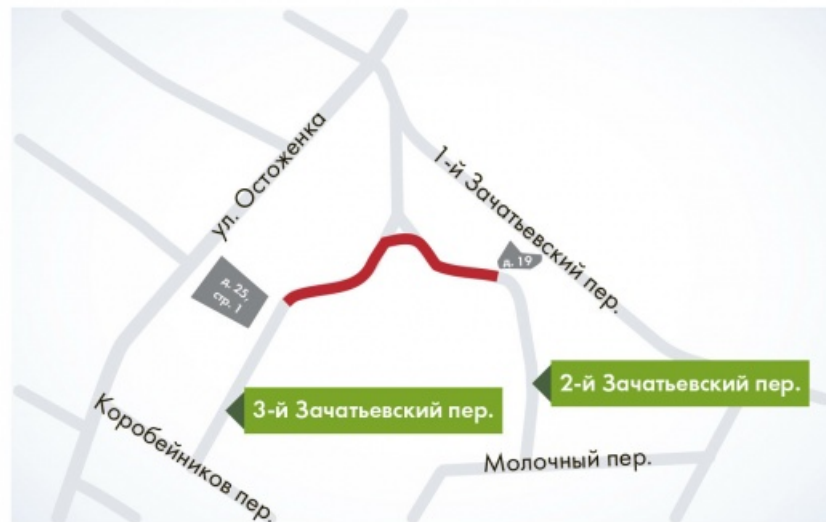 ул. Остоженка
1-й Зачатьевский пер.
д. 19
д. 25,
стр. 1
2-й Зачатьевский пер.
3-й Зачатьевский пер.
Коробейников пер.
Молочный пер.